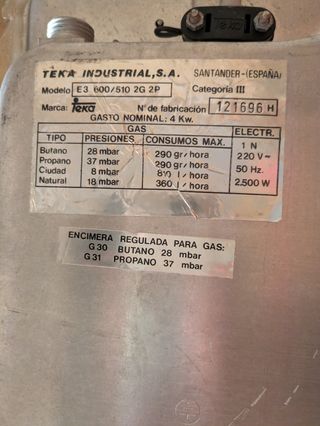 TEKA INDUSTRIAL, S.A. SANTANDER-(ESPAÑA)
Modelo E3 600/510 2G 2P Categoría III
Marca: Teka Nº de fabricación 121696 H
GASTO NOMINAL: 4 Kw.
GAS ELECTR.
TIPO PRESIONES CONSUMOS MAX. 1 N
Butano 28 mbar 290 gr/hora 220 V~
Propano 37 mbar 290 gr/hora 50 Hz.
Ciudad 8 mbar l/hora
Natural 18 mbar 360 l/hora 2.500 W
ENCIMERA REGULADA PARA GAS:
G30 BUTANO 28 mbar
G31 PROPANO 37 mbar